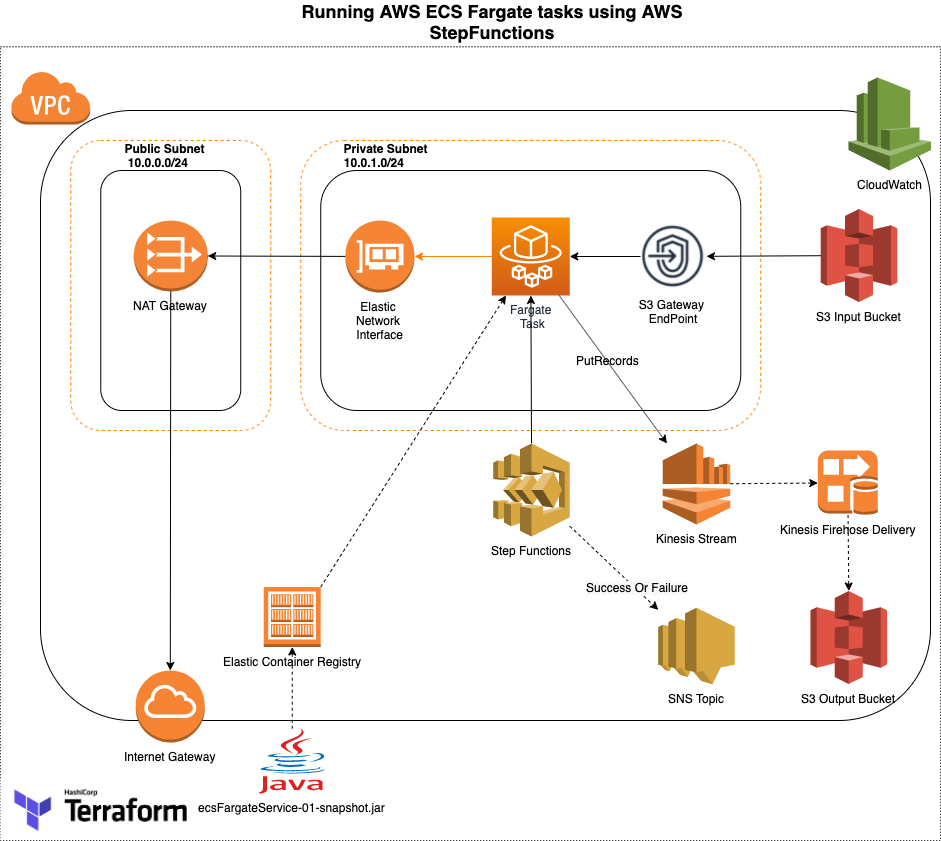 Running AWS ECS Fargate tasks using AWS
StepFunctions
VPC
CloudWatch
Public Subnet
10.0.0.0/24
Private Subnet
10.0.1.0/24
NAT Gateway
Elastic
Network
Interface
Fargate
Task
S3 Gateway
EndPoint
S3 Input Bucket
PutRecords
Step Functions
Kinesis Stream
Kinesis Firehose Delivery
Success Or Failure
Elastic Container Registry
SNS Topic
S3 Output Bucket
Internet Gateway
Java
ecsFargateService-01-snapshot.jar
HashiCorp
Terraform